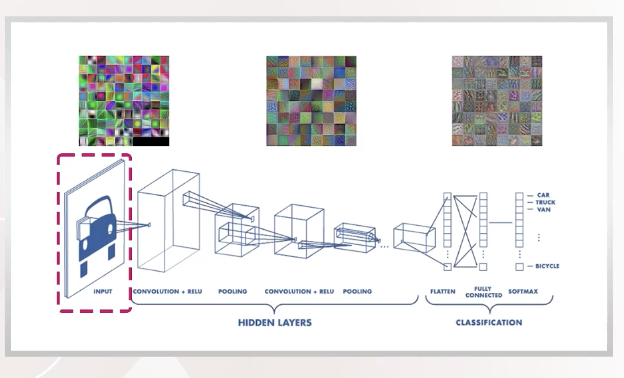 CAR
TRUCK
VAN
BICYCLE
INPUT
CONVOLUTION + RELU
POOLING
CONVOLUTION + RELU
POOLING
FLATTEN
FULLY
CONNECTED
SOFTMAX
HIDDEN LAYERS
CLASSIFICATION